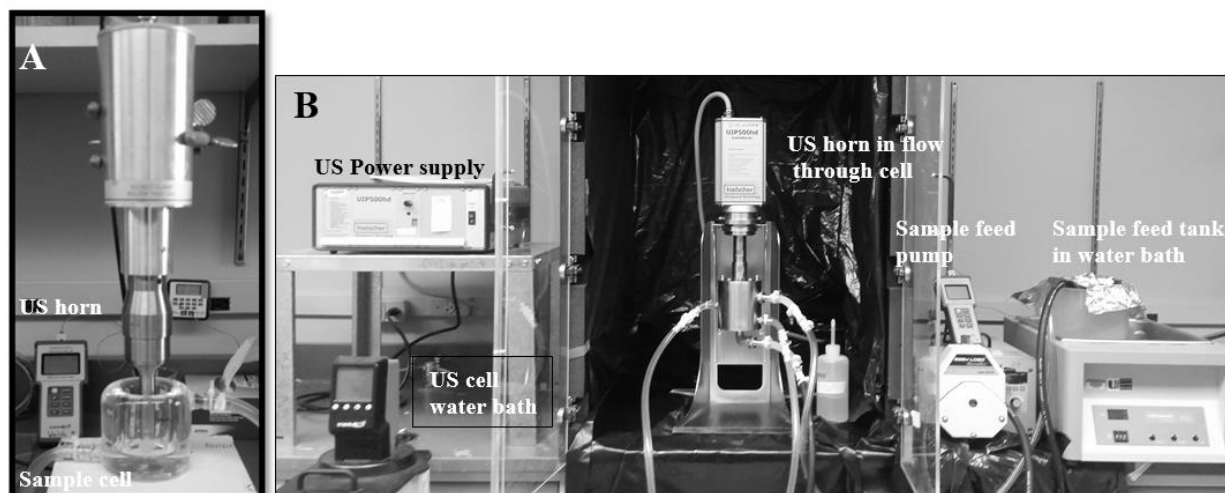 A
US horn
Sample cell
B
US Power supply
UIP500hd
hielscher
US cell
water bath
UIP500hd
hielscher
US horn in flow
through cell
Sample feed
pump
Sample feed tank
in water bath